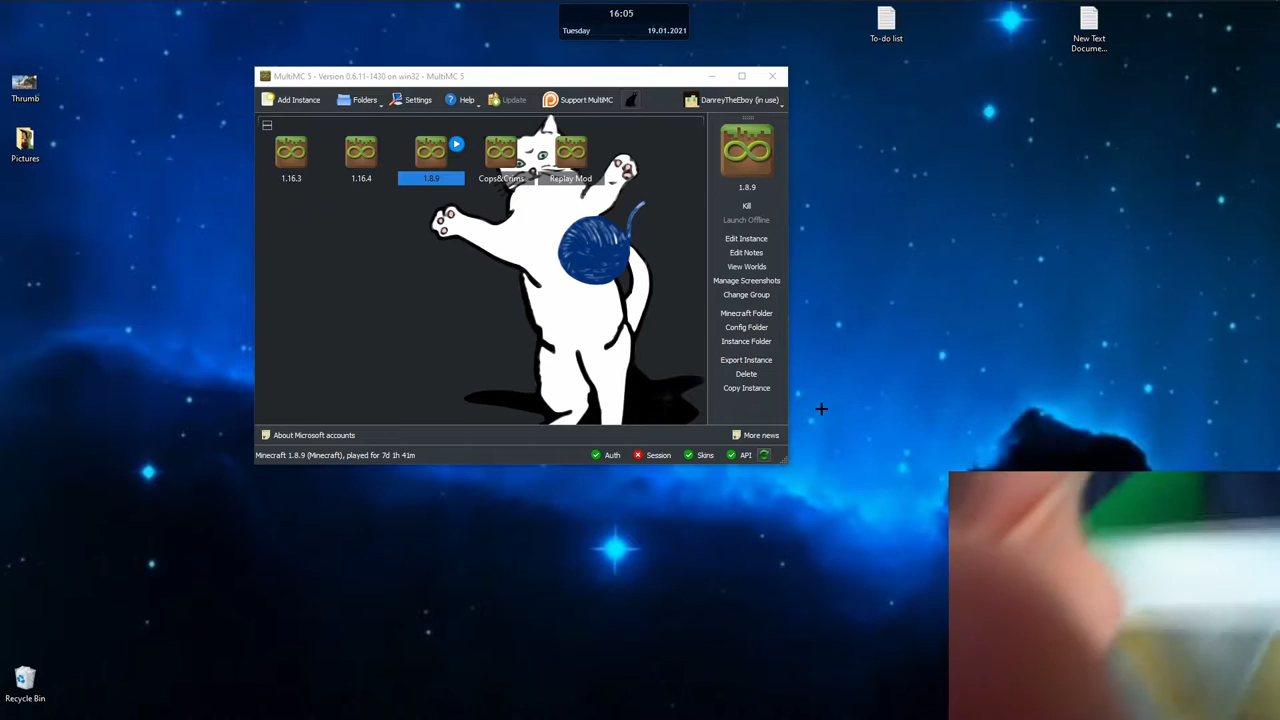 16:05
Tuesday 19.01.2021
To-do list
New Text
Docume...
Thrumb
Pictures
Recycle Bin
MultiMC 5 - Version 0.6.11-1430 on win32 - MultiMC 5
Add Instance Folders Settings Help Update Support MultiMC DanreyTheEboy (in use)
1.16.3 1.16.4 1.8.9 Cops&Crims Replay Mod
1.8.9
Kill
Launch Offline
Edit Instance
Edit Notes
View Worlds
Manage Screenshots
Change Group
Minecraft Folder
Config Folder
Instance Folder
Export Instance
Delete
Copy Instance
About Microsoft accounts More news
Minecraft 1.8.9 (Minecraft), played for 7d 1h 41m Auth Session Skins API